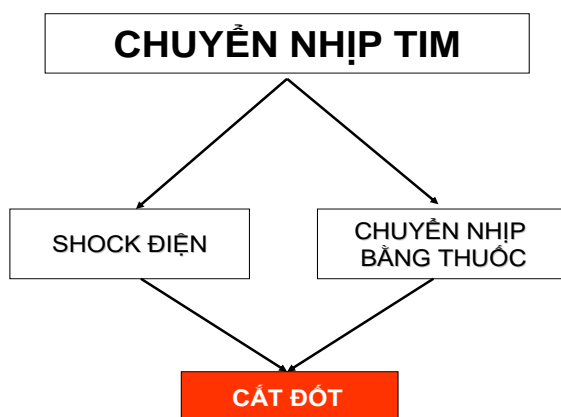 CHUYỂN NHỊP TIM
SHOCK ĐIỆN
CHUYỂN NHỊP
BẰNG THUỐC
CẮT ĐỐT